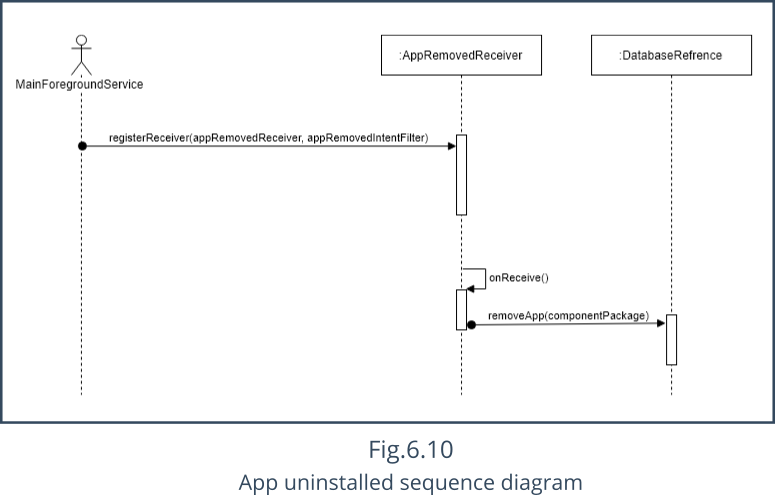 MainForegroundService
:AppRemovedReceiver
:DatabaseRefrence
registerReceiver(appRemovedReceiver, appRemovedIntentFilter)
onReceive()
removeApp(componentPackage)
Fig.6.10
App uninstalled sequence diagram